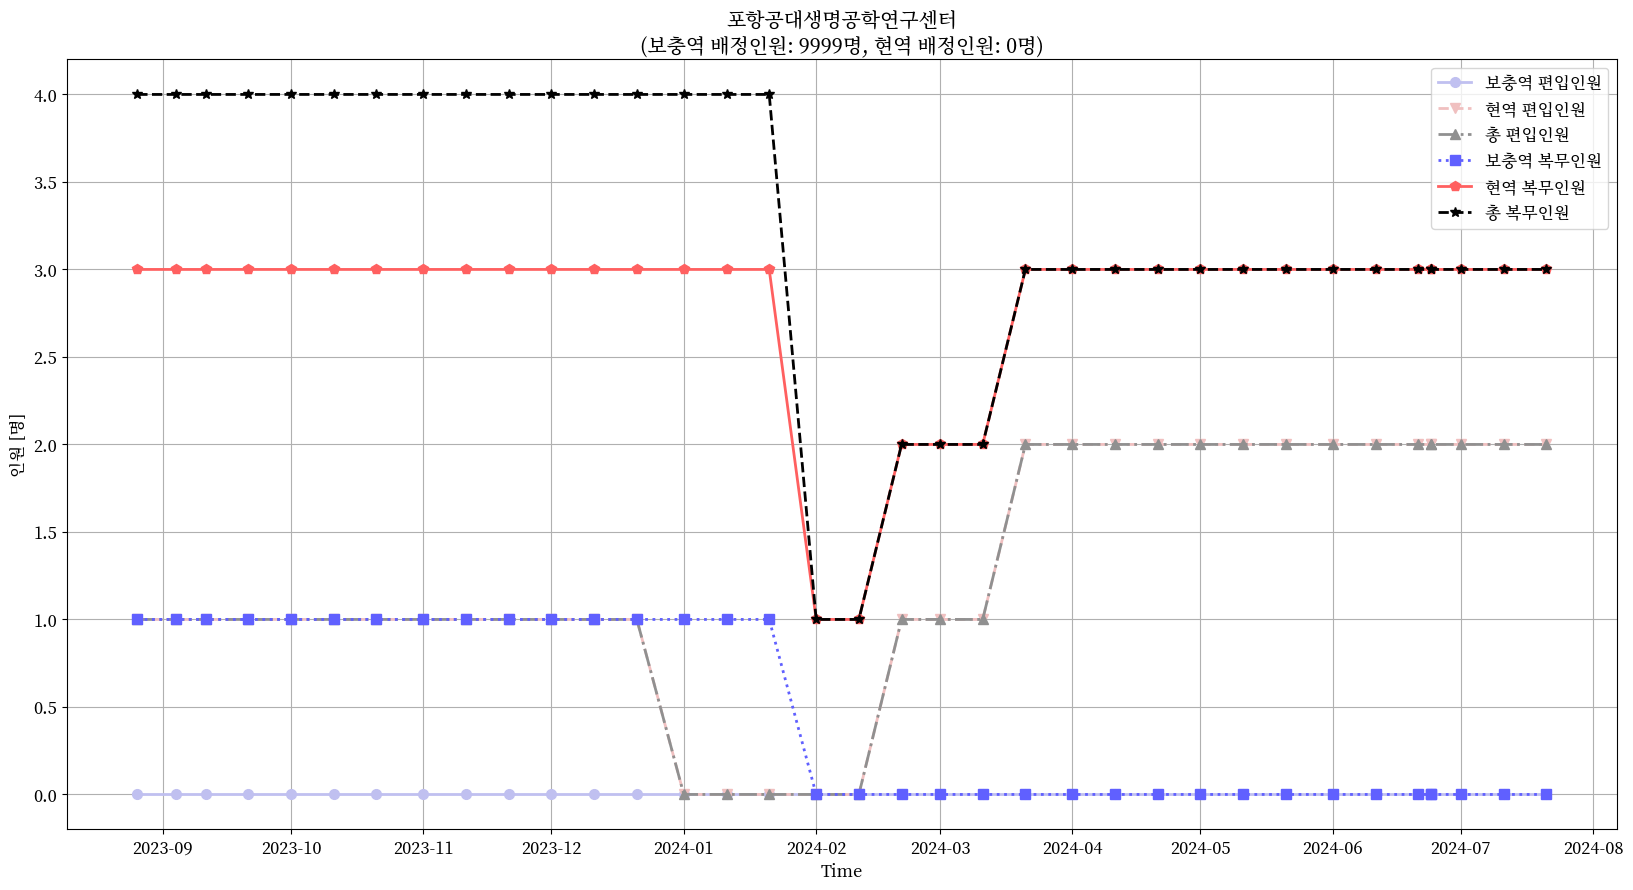 포항공대생명공학연구센터
(보충역 배정인원: 9999명, 현역 배정인원: 0명)
보충역 편입인원
현역 편입인원
총 편입인원
보충역 복무인원
현역 복무인원
총 복무인원
인원 [명]
4.0
3.5
3.0
2.5
2.0
1.5
1.0
0.5
0.0
2023-09 2023-10 2023-11 2023-12 2024-01 2024-02 2024-03 2024-04 2024-05 2024-06 2024-07 2024-08
Time